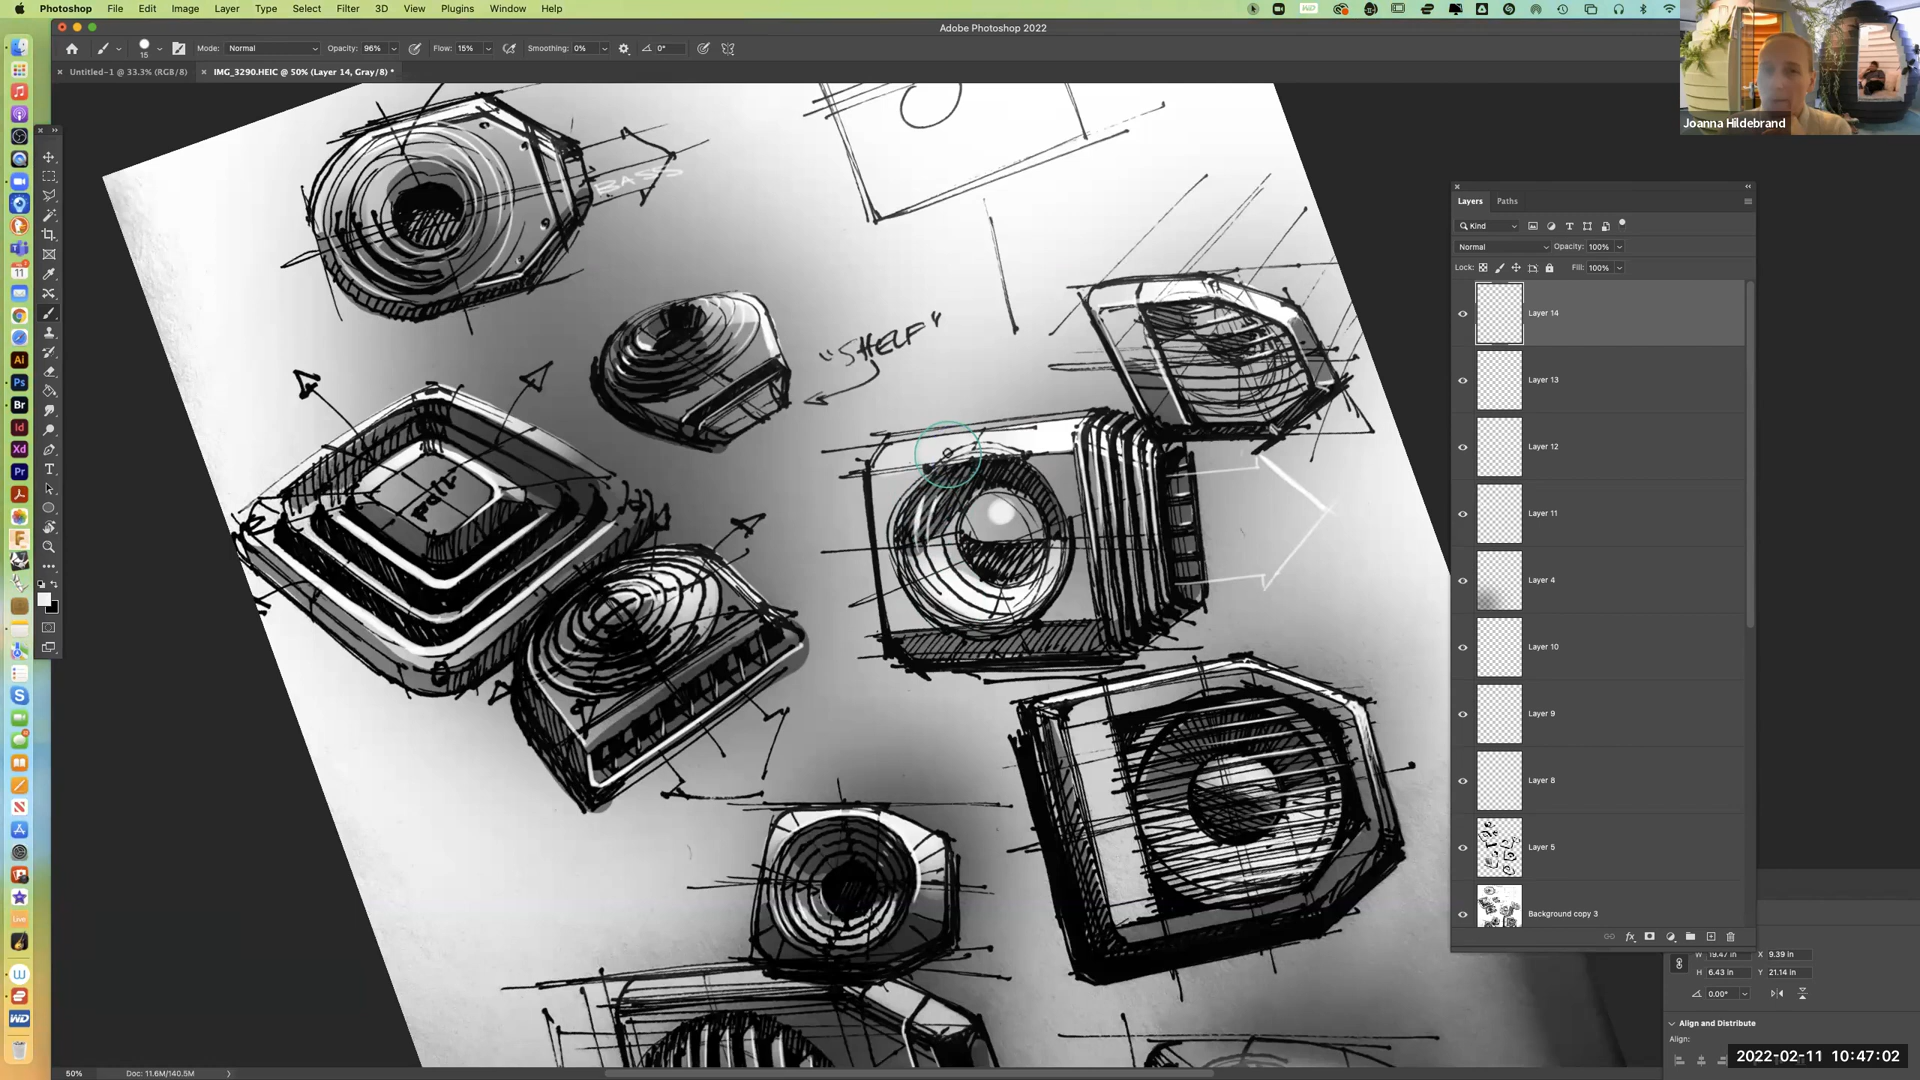 Photoshop File Edit Image Layer Type Select Filter 3D View Plugins Window Help
Adobe Photoshop 2022
15 Mode: Normal Opacity: 96% Flow: 15% Smoothing: 0% 0°
Untitled-1 @ 33.3% (RGB/8) IMG_3290.HEIC @ 50% (Layer 14, Gray/8) *
Joanna Hildebrand
BASS
"SHELF"
Layers Paths
Kind
Normal Opacity: 100%
Lock: Fill: 100%
Layer 14
Layer 13
Layer 12
Layer 11
Layer 4
Layer 10
Layer 9
Layer 8
Layer 5
Background copy 3
W 19.47 in X 9.39 in
H 6.43 in Y 21.14 in
0.00°
Align and Distribute
Align:
2022-02-11 10:47:02
50% Doc: 11.6M/140.5M